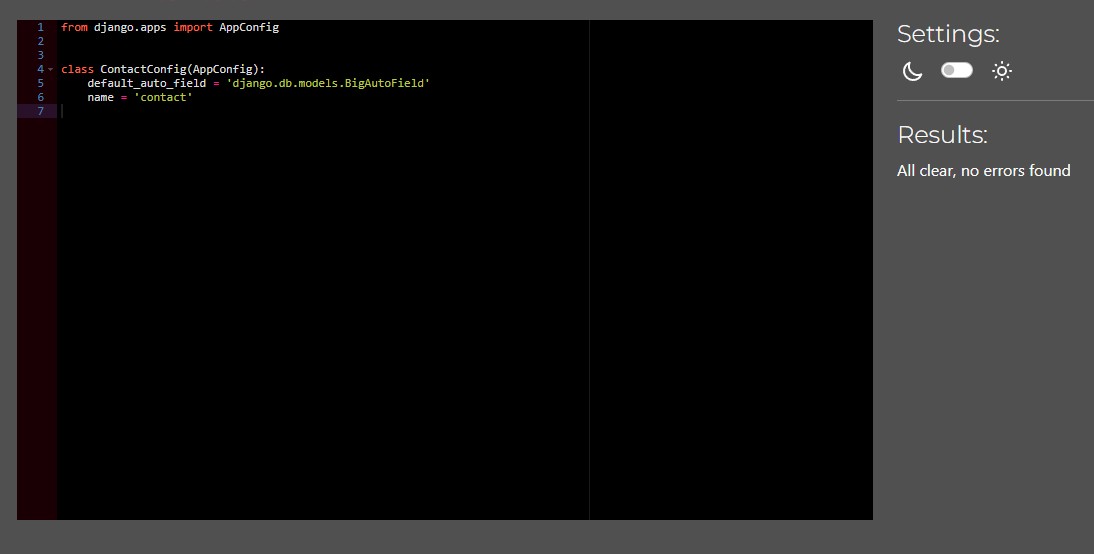 1 from django.apps import AppConfig
2
3
4 class ContactConfig(AppConfig):
5     default_auto_field = 'django.db.models.BigAutoField'
6     name = 'contact'
7
Settings:
Results:
All clear, no errors found